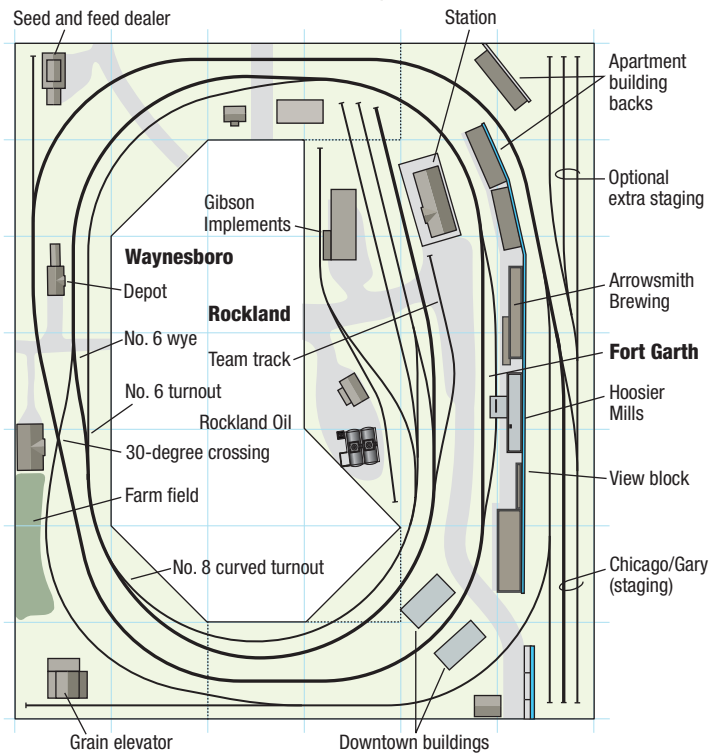 Seed and feed dealer
Station
Apartment
building
backs
Optional
extra staging
Gibson
Implements
Waynesboro
Depot
Rockland
Arrowsmith
Brewing
No. 6 wye
Team track
Fort Garth
No. 6 turnout
Hoosier
Mills
Rockland Oil
30-degree crossing
View block
Farm field
No. 8 curved turnout
Chicago/Gary
(staging)
Grain elevator
Downtown buildings